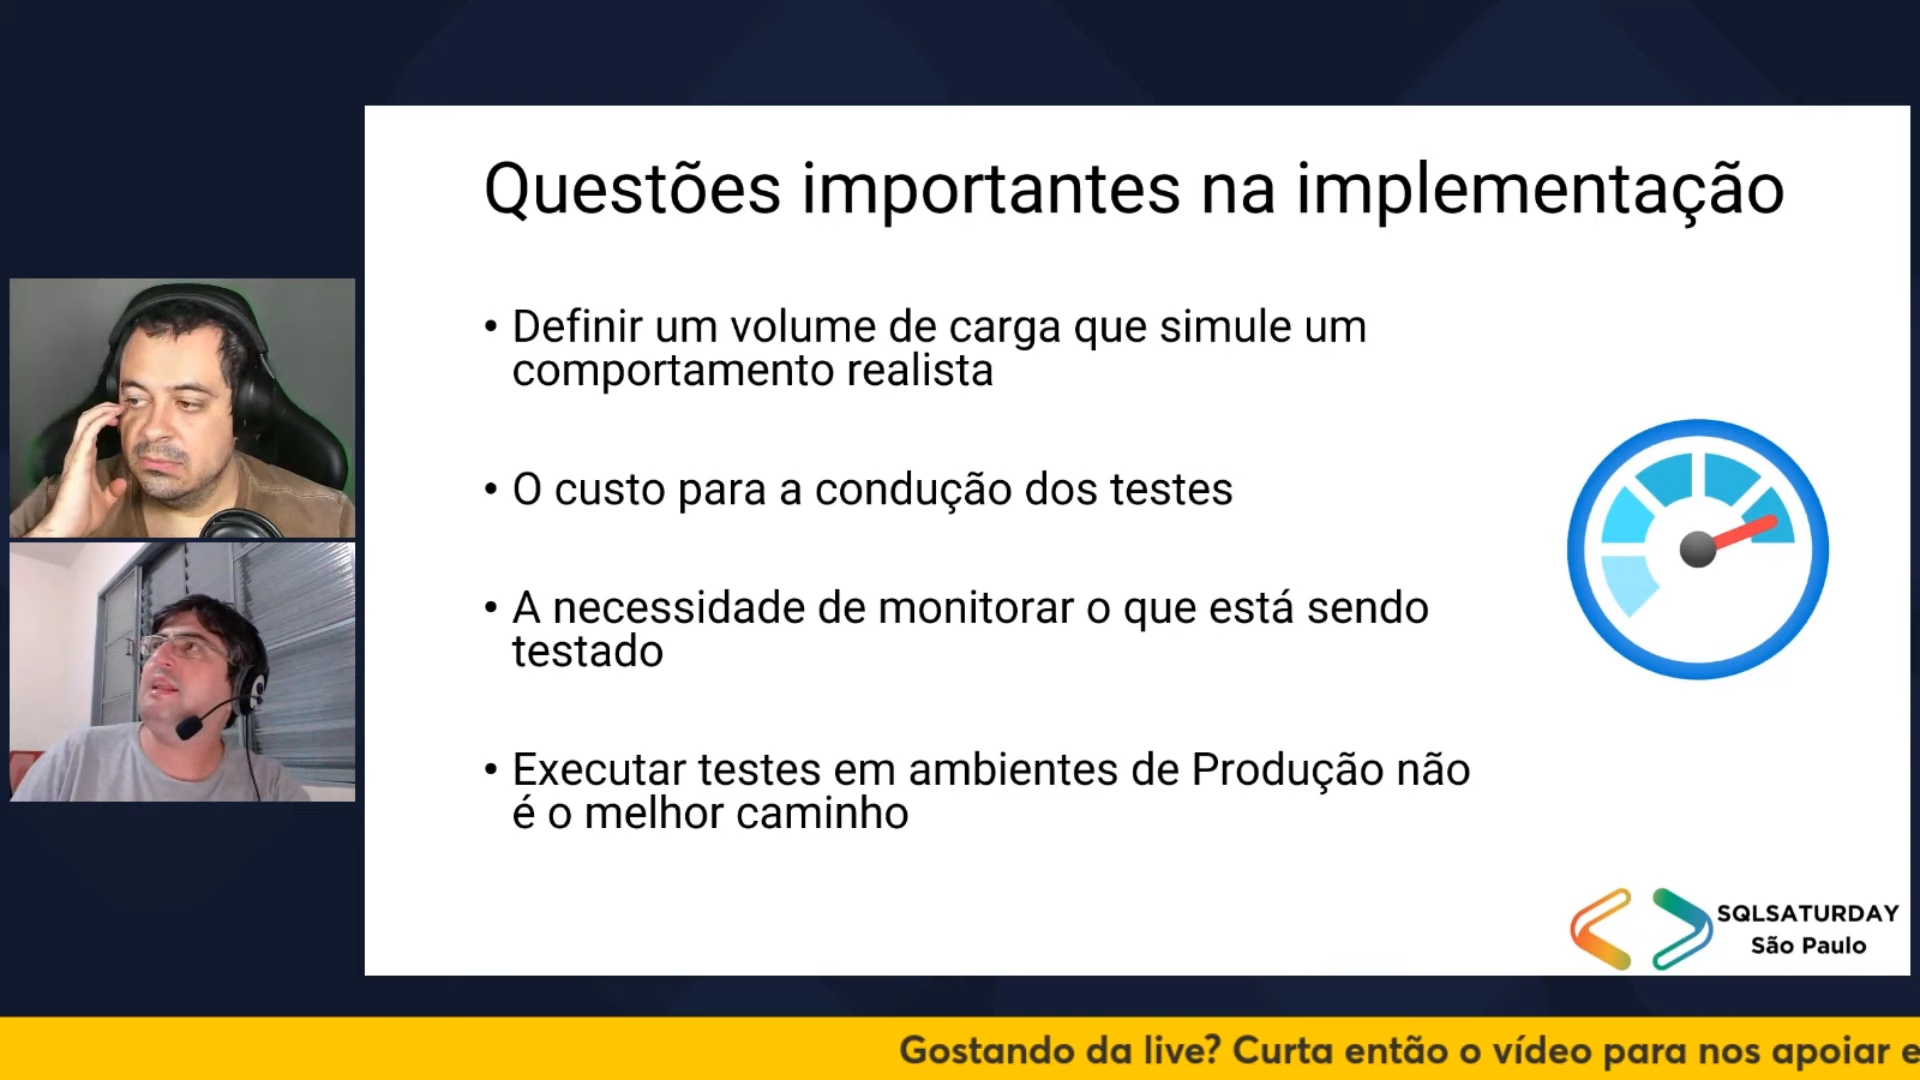 Questões importantes na implementação
• Definir um volume de carga que simule um
comportamento realista
• O custo para a condução dos testes
• A necessidade de monitorar o que está sendo
testado
• Executar testes em ambientes de Produção não
é o melhor caminho
SQLSATURDAY
São Paulo
Gostando da live? Curta então o vídeo para nos apoiar e